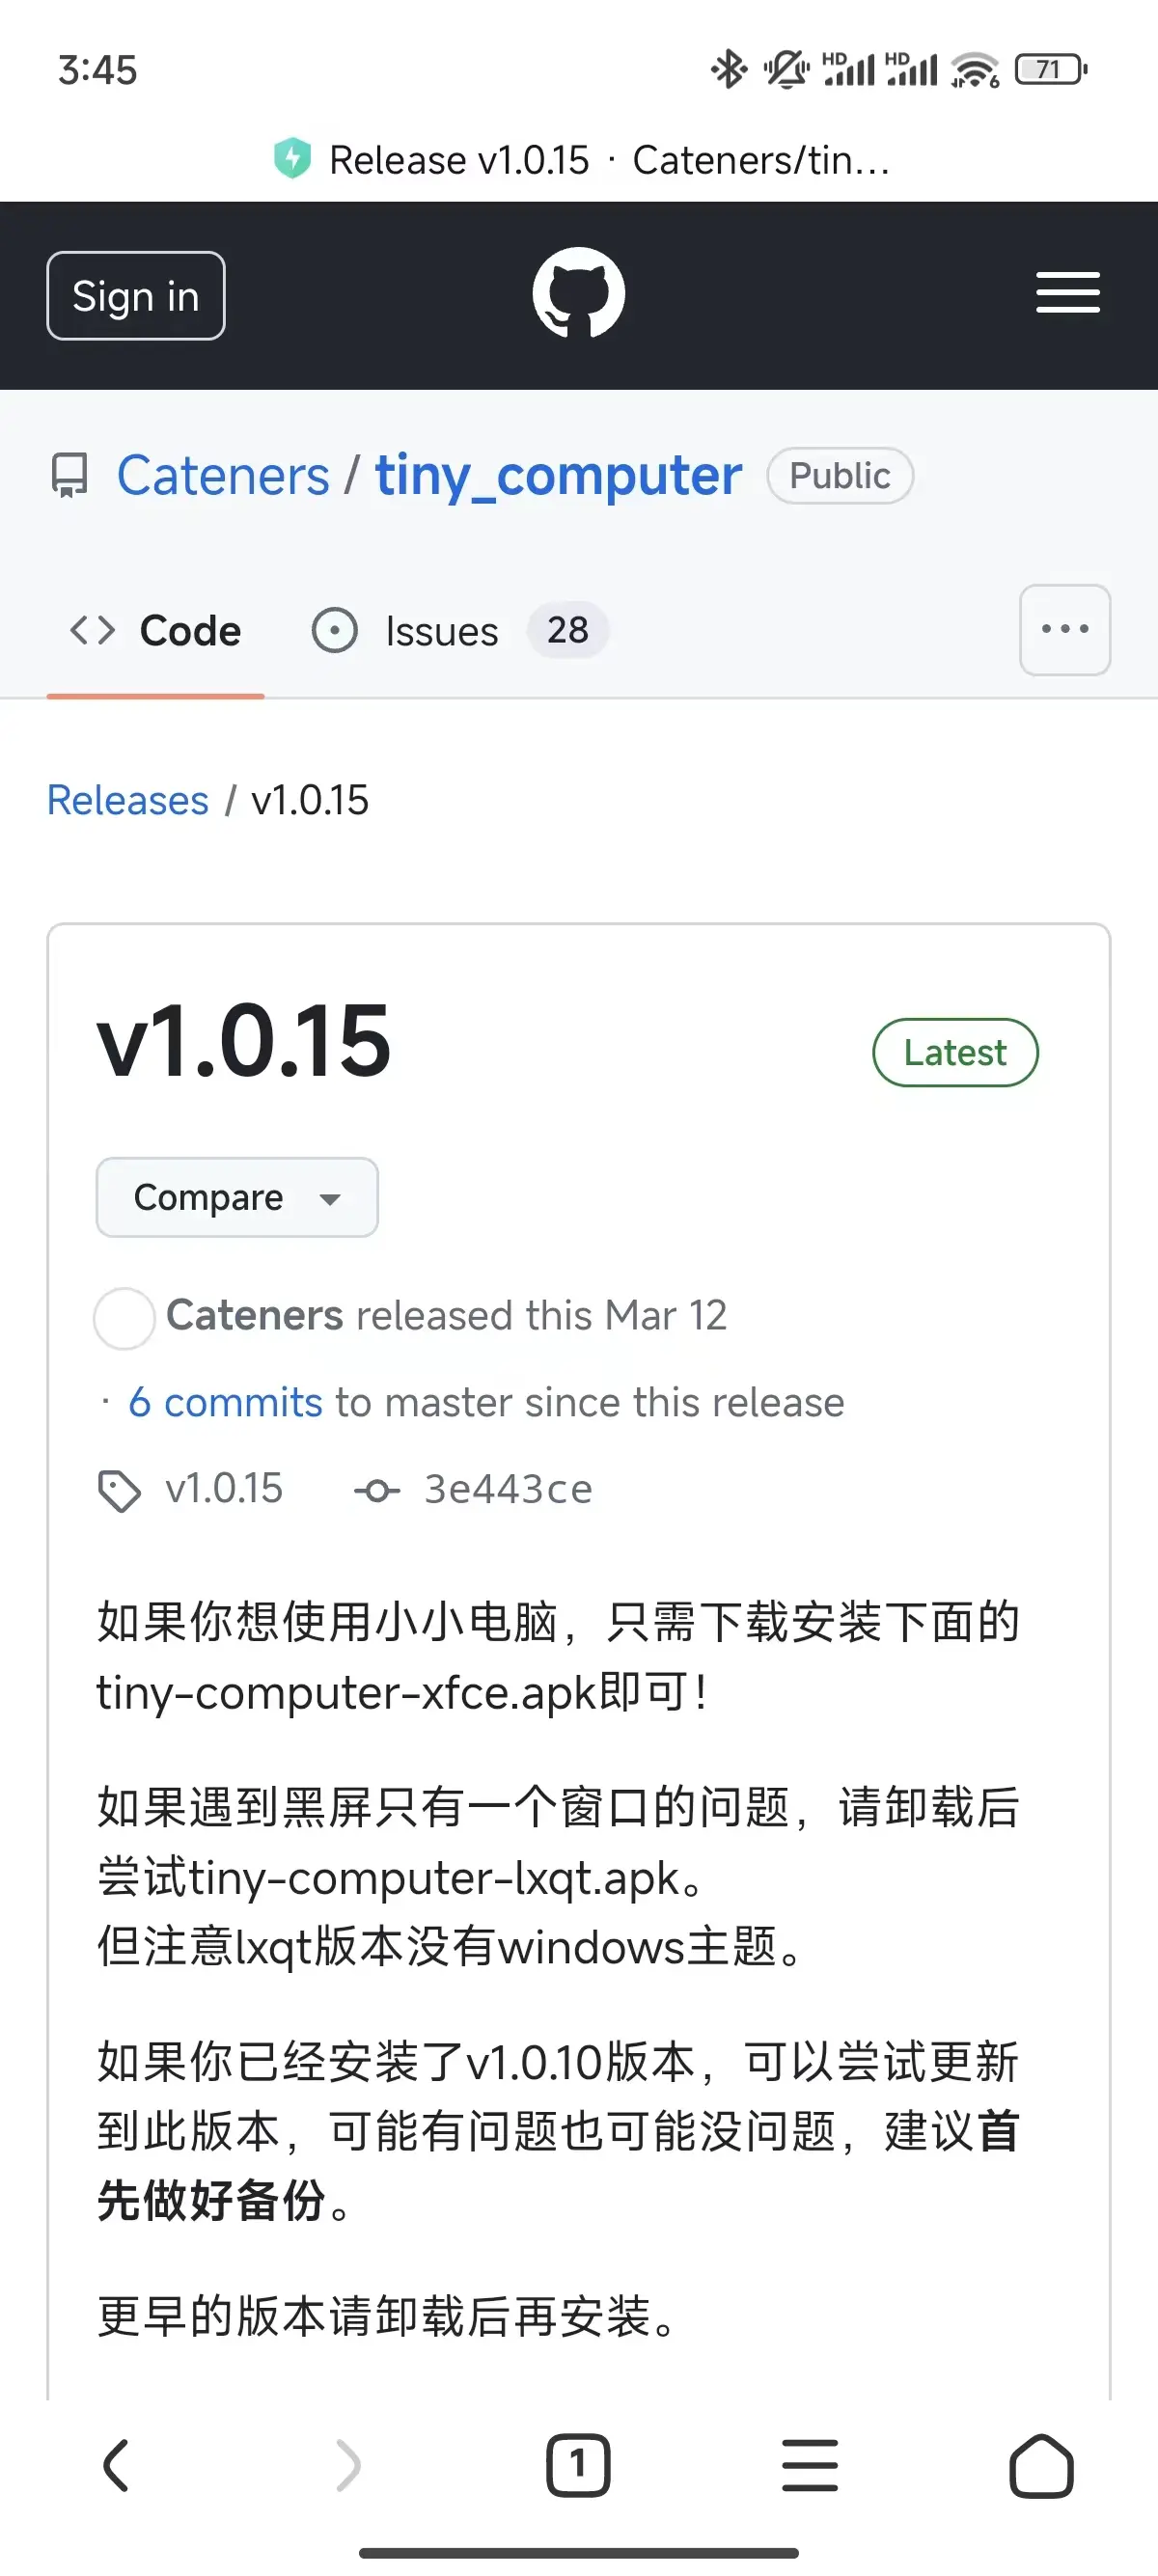 3:45
HD HD 6 71
Release v1.0.15 · Cateners/tin...
Sign in
Cateners / tiny_computer Public
Code Issues 28
Releases / v1.0.15
v1.0.15
Latest
Compare
Cateners released this Mar 12
· 6 commits to master since this release
v1.0.15 3e443ce
如果你想使用小小电脑，只需下载安装下面的
tiny-computer-xfce.apk即可！
如果遇到黑屏只有一个窗口的问题，请卸载后
尝试tiny-computer-lxqt.apk。
但注意lxqt版本没有windows主题。
如果你已经安装了v1.0.10版本，可以尝试更新
到此版本，可能有问题也可能没问题，建议首
先做好备份。
更早的版本请卸载后再安装。
1